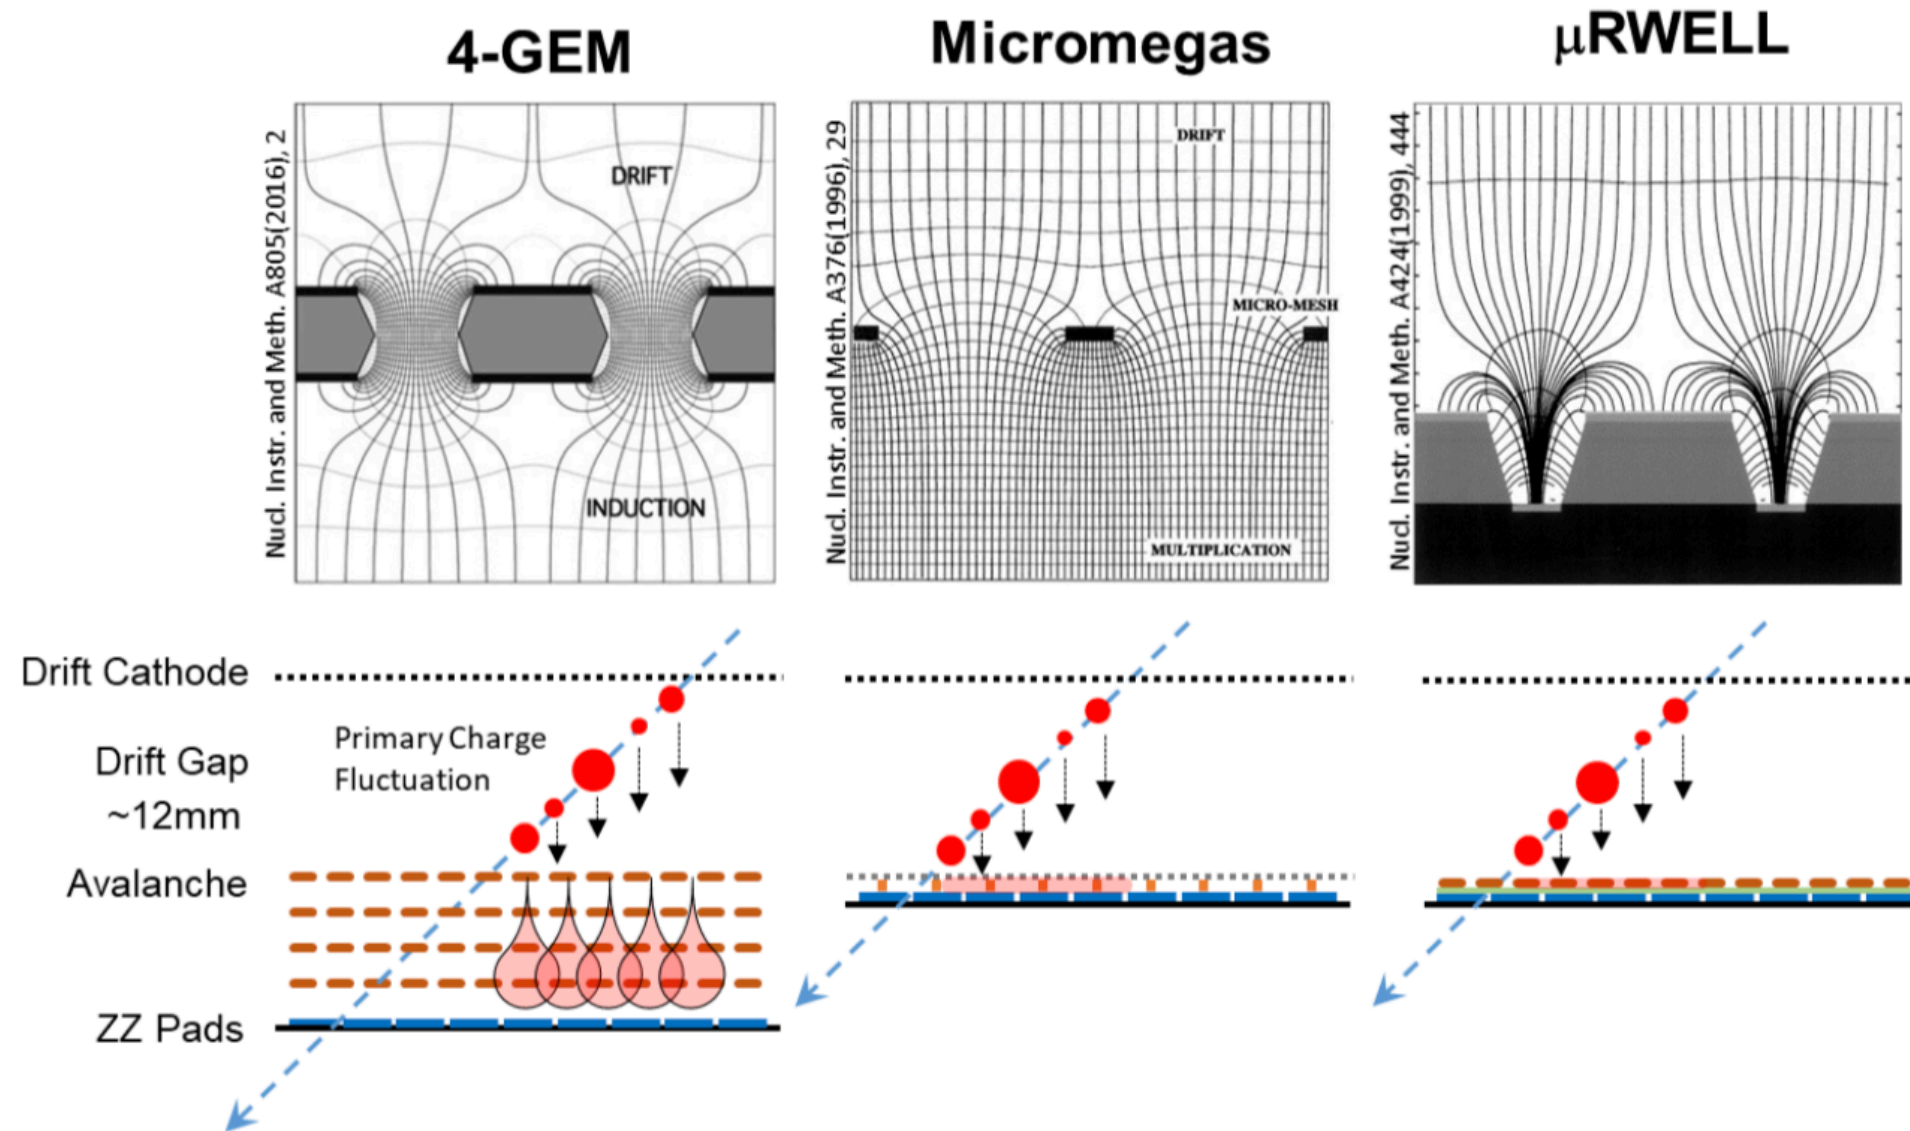 4-GEM
Micromegas
μRWELL
Nucl. Instr. and Meth. A805(2016), 2
DRIFT
INDUCTION
Nucl. Instr. and Meth. A376(1996), 29
DRIFT
MICRO-MESH
MULTIPLICATION
Nucl. Instr. and Meth. A424(1999), 444
Drift Cathode
Primary Charge
Fluctuation
Drift Gap
~12mm
Avalanche
ZZ Pads